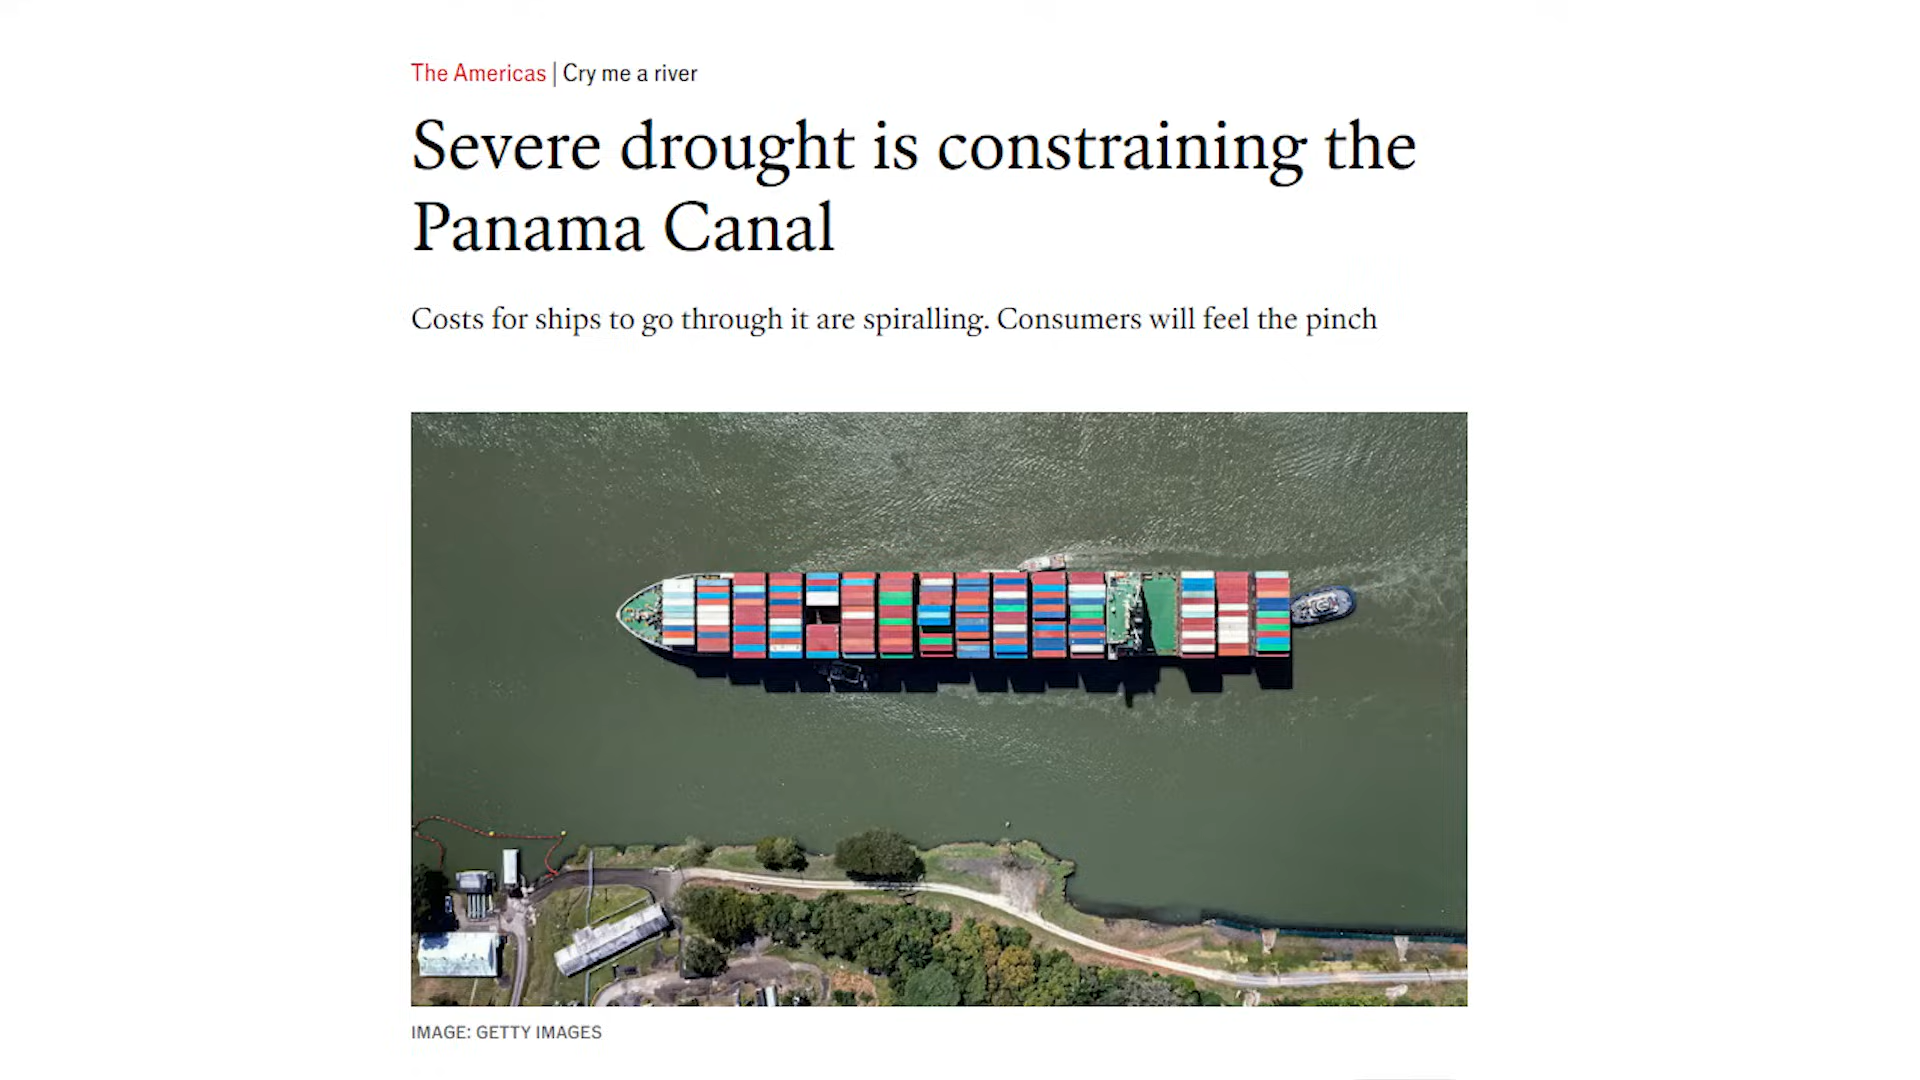 The Americas | Cry me a river
Severe drought is constraining the
Panama Canal
Costs for ships to go through it are spiralling. Consumers will feel the pinch
IMAGE: GETTY IMAGES